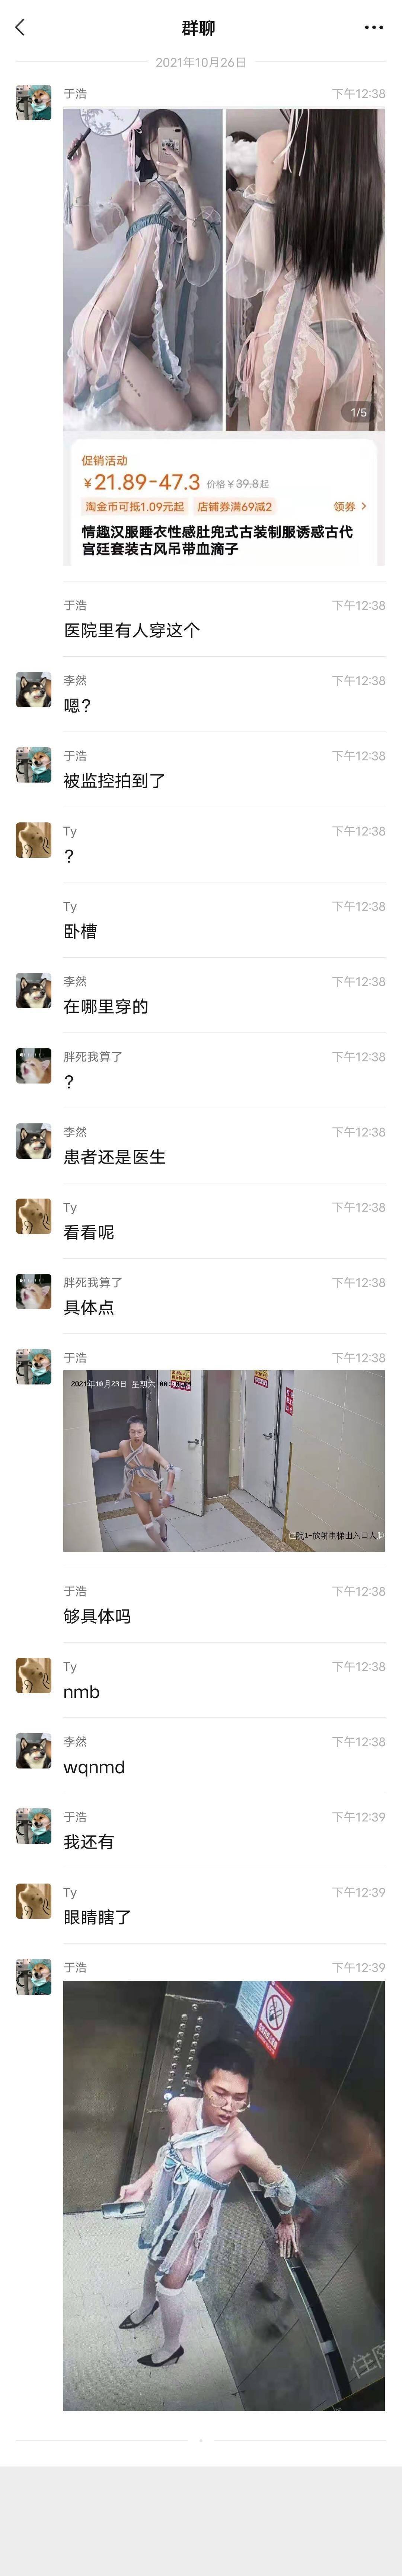 群聊
2021年10月26日
于浩
下午12:38
1/5
促销活动
¥21.89-47.3 价格¥39.8起
淘金币可抵1.09元起 店铺券满69减2 领券
情趣汉服睡衣性感肚兜式古装制服诱惑古代
宫廷套装古风吊带血滴子
于浩
下午12:38
医院里有人穿这个
李然
下午12:38
嗯?
于浩
下午12:38
被监控拍到了
Ty
下午12:38
?
Ty
下午12:38
卧槽
李然
下午12:38
在哪里穿的
胖死我算了
下午12:38
?
李然
下午12:38
患者还是医生
Ty
下午12:38
看看呢
胖死我算了
下午12:38
具体点
于浩
下午12:38
2021年10月23日 星期六
住院1-放射电梯出入口人脸
于浩
下午12:38
够具体吗
Ty
下午12:38
nmb
李然
下午12:38
wqnmd
于浩
下午12:39
我还有
Ty
下午12:39
眼睛瞎了
于浩
下午12:39
住院